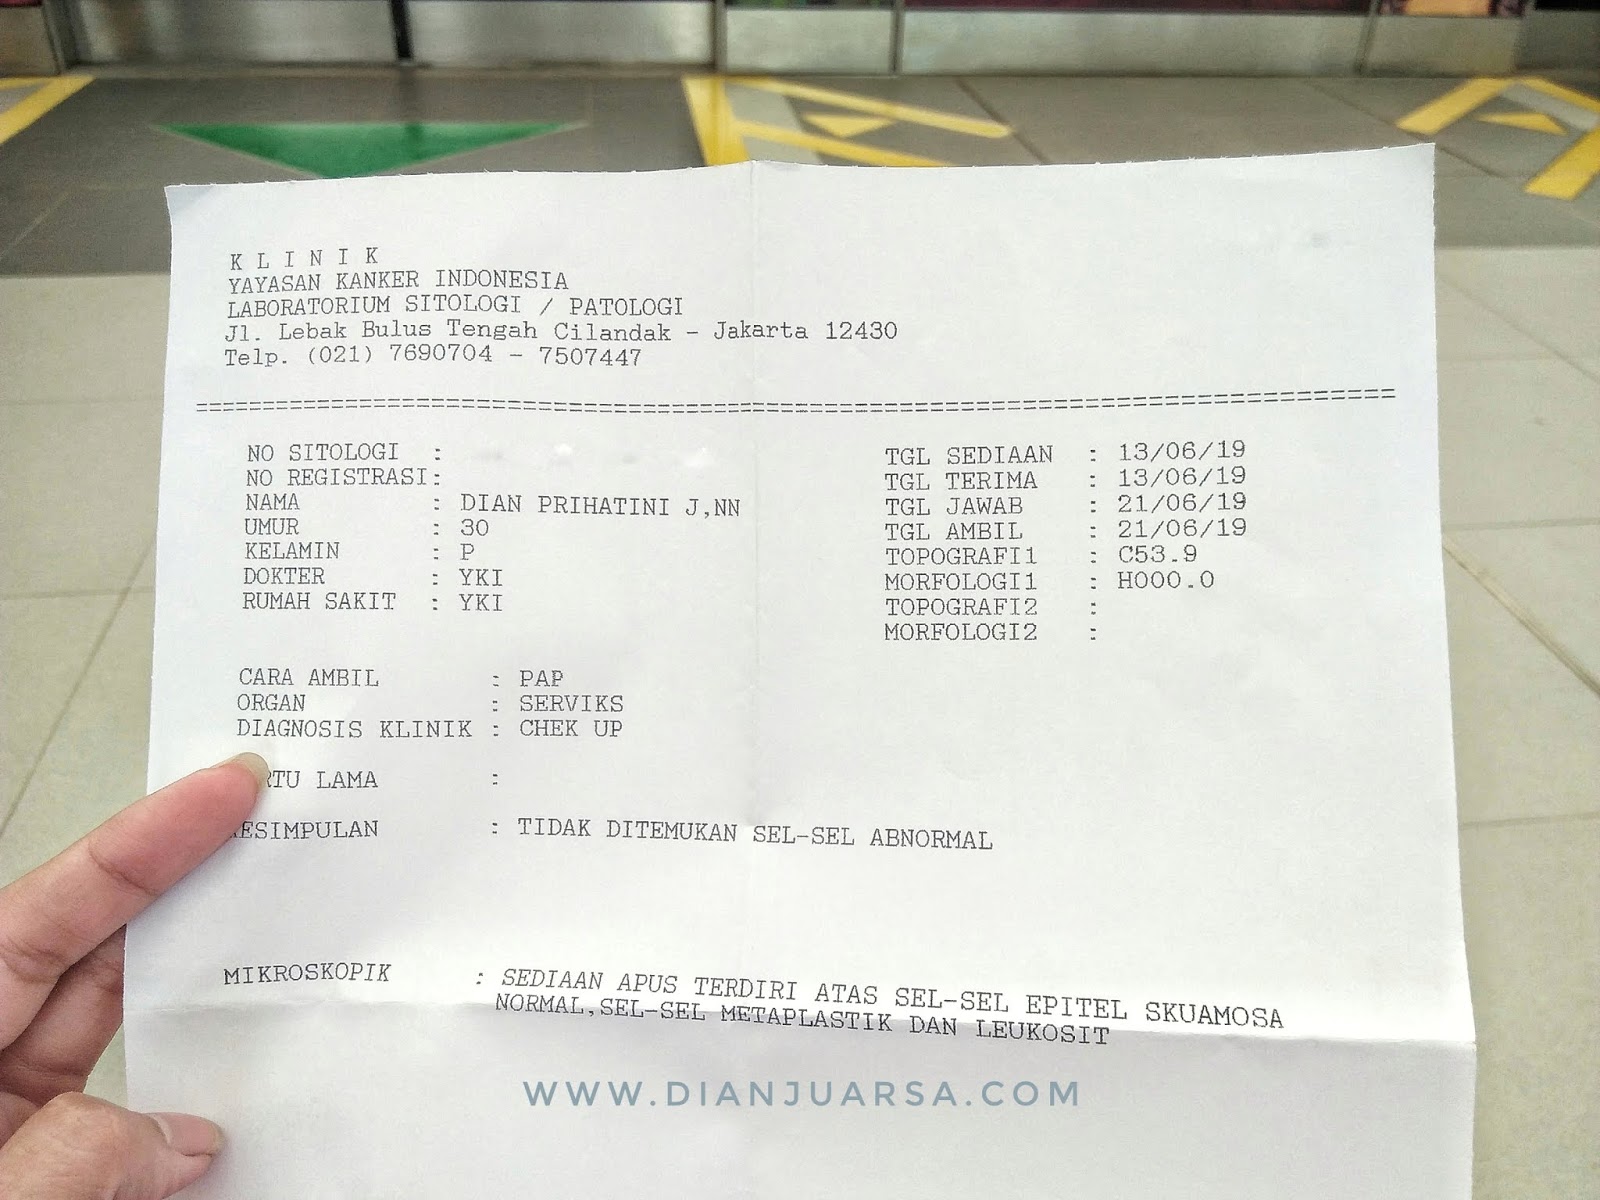 K L I N I K
YAYASAN KANKER INDONESIA
LABORATORIUM SITOLOGI / PATOLOGI
Jl. Lebak Bulus Tengah Cilandak - Jakarta 12430
Telp. (021) 7690704 - 7507447
NO SITOLOGI :
NO REGISTRASI:
NAMA : DIAN PRIHATINI J,NN
UMUR : 30
KELAMIN : P
DOKTER : YKI
RUMAH SAKIT : YKI
TGL SEDIAAN : 13/06/19
TGL TERIMA : 13/06/19
TGL JAWAB : 21/06/19
TGL AMBIL : 21/06/19
TOPOGRAFI1 : C53.9
MORFOLOGI1 : H000.0
TOPOGRAFI2 :
MORFOLOGI2 :
CARA AMBIL : PAP
ORGAN : SERVIKS
DIAGNOSIS KLINIK : CHEK UP
RTU LAMA :
ESIMPULAN : TIDAK DITEMUKAN SEL-SEL ABNORMAL
MIKROSKOPIK : SEDIAAN APUS TERDIRI ATAS SEL-SEL EPITEL SKUAMOSA
NORMAL,SEL-SEL METAPLASTIK DAN LEUKOSIT
WWW.DIANJUARSA.COM